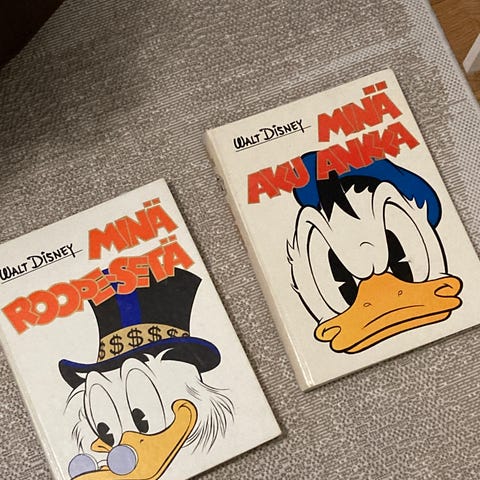 WALT DISNEY
MINÄ
ROOPE-SETÄ
$ $ $ $ $
WALT DISNEY
MINÄ
AKU ANKKA